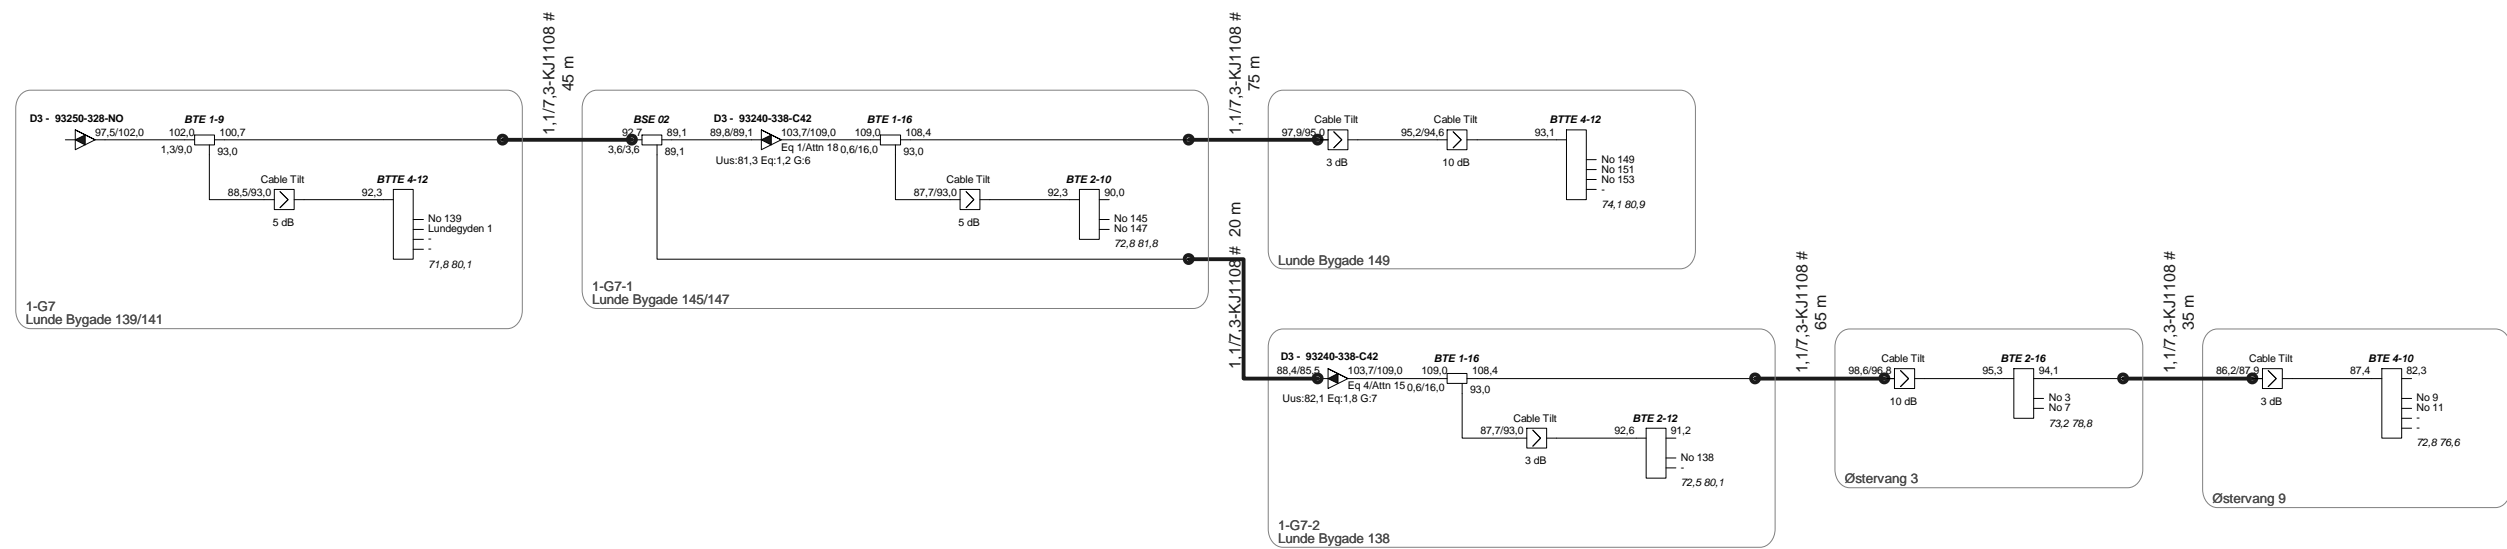 D3 - 93250-328-NO
97,5/102,0
BTE 1-9
102,0
100,7
1,3/9,0
93,0
Cable Tilt
88,5/93,0
5 dB
BTTE 4-12
92,3
No 139
Lundegyden 1
-
-
71,8 80,1
1-G7
Lunde Bygade 139/141
1,1/7,3-KJ1108 #
45 m
BSE 02
92,7
89,1
3,6/3,6
89,1
D3 - 93240-338-C42
89,8/89,1
103,7/109,0
Eq 1/Attn 18
Uus:81,3 Eq:1,2 G:6
BTE 1-16
109,0
108,4
0,6/16,0
93,0
Cable Tilt
87,7/93,0
5 dB
BTE 2-10
92,3
90,0
No 145
No 147
72,8 81,8
1-G7-1
Lunde Bygade 145/147
1,1/7,3-KJ1108 #
75 m
97,9/95,0
Cable Tilt
3 dB
95,2/94,6
Cable Tilt
10 dB
BTTE 4-12
93,1
No 149
No 151
No 153
-
74,1 80,9
Lunde Bygade 149
1,1/7,3-KJ1108 # 20 m
D3 - 93240-338-C42
88,4/85,5
103,7/109,0
Eq 4/Attn 15
Uus:82,1 Eq:1,8 G:7
BTE 1-16
109,0
108,4
0,6/16,0
93,0
Cable Tilt
87,7/93,0
3 dB
BTE 2-12
92,6
91,2
No 138
-
72,5 80,1
1-G7-2
Lunde Bygade 138
1,1/7,3-KJ1108 #
65 m
Cable Tilt
98,6/96,8
10 dB
BTE 2-16
95,3
94,1
No 3
No 7
73,2 78,8
Østervang 3
1,1/7,3-KJ1108 #
35 m
Cable Tilt
86,2/87,9
3 dB
BTE 4-10
87,4
82,3
No 9
No 11
-
-
72,8 76,6
Østervang 9